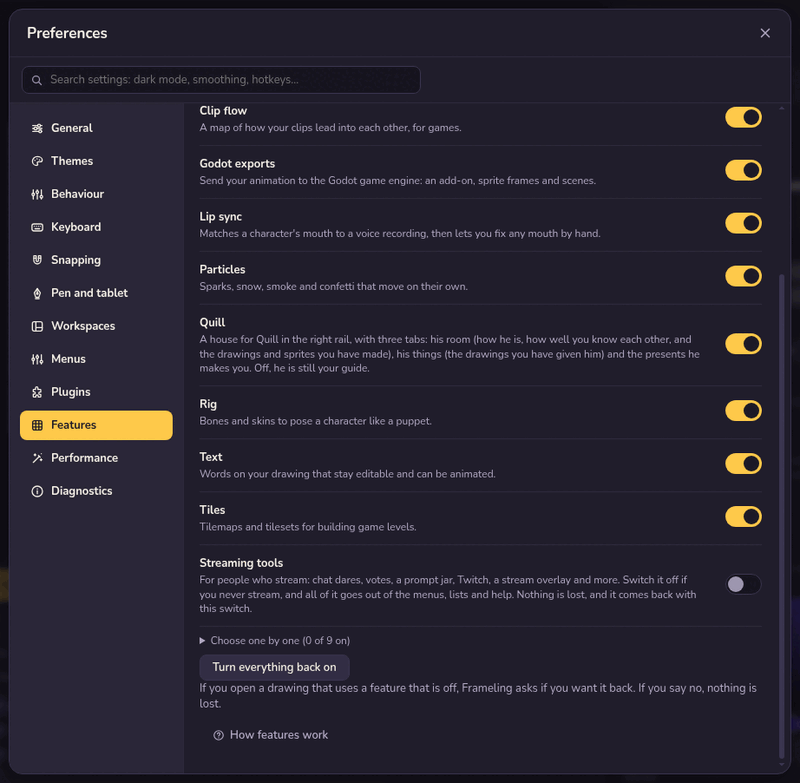 Preferences
Search settings: dark mode, smoothing, hotkeys...
General
Themes
Behaviour
Keyboard
Snapping
Pen and tablet
Workspaces
Menus
Plugins
Features
Performance
Diagnostics
Clip flow
A map of how your clips lead into each other, for games.
Godot exports
Send your animation to the Godot game engine: an add-on, sprite frames and scenes.
Lip sync
Matches a character's mouth to a voice recording, then lets you fix any mouth by hand.
Particles
Sparks, snow, smoke and confetti that move on their own.
Quill
A house for Quill in the right rail, with three tabs: his room (how he is, how well you know each other, and
the drawings and sprites you have made), his things (the drawings you have given him) and the presents he
makes you. Off, he is still your guide.
Rig
Bones and skins to pose a character like a puppet.
Text
Words on your drawing that stay editable and can be animated.
Tiles
Tilemaps and tilesets for building game levels.
Streaming tools
For people who stream: chat dares, votes, a prompt jar, Twitch, a stream overlay and more. Switch it off if
you never stream, and all of it goes out of the menus, lists and help. Nothing is lost, and it comes back with
this switch.
Choose one by one (0 of 9 on)
Turn everything back on
If you open a drawing that uses a feature that is off, Frameling asks if you want it back. If you say no, nothing is
lost.
How features work